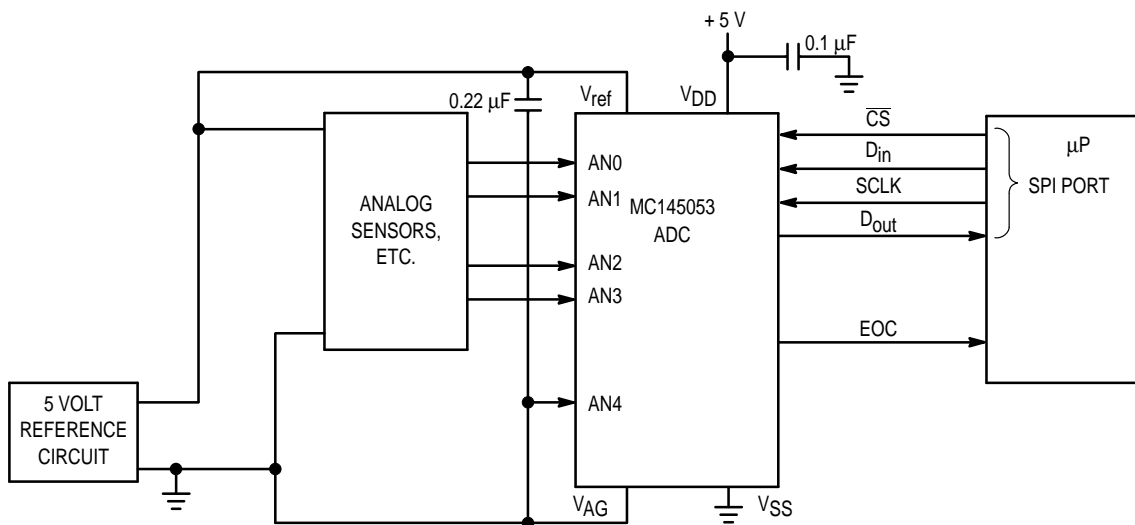 + 5 V
0.1 μF
0.22 μF
Vref
VDD
CS
Din
SCLK
Dout
μP
SPI PORT
AN0
AN1
MC145053
ADC
ANALOG
SENSORS,
ETC.
AN2
AN3
EOC
AN4
5 VOLT
REFERENCE
CIRCUIT
VAG
VSS